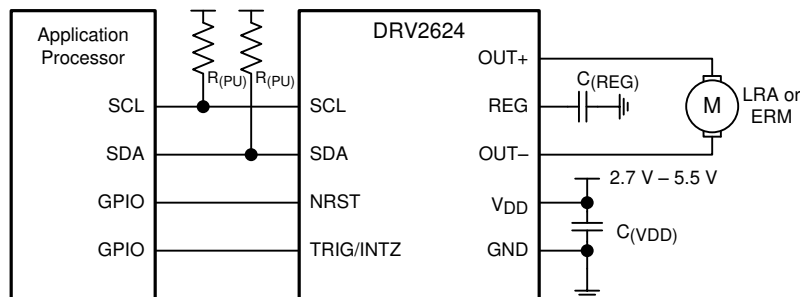 Application
Processor
SCL
SDA
GPIO
GPIO
R(PU)
R(PU)
DRV2624
SCL
SDA
NRST
TRIG/INTZ
OUT+
REG
OUT–
VDD
GND
C(REG)
M
LRA or
ERM
2.7 V – 5.5 V
C(VDD)